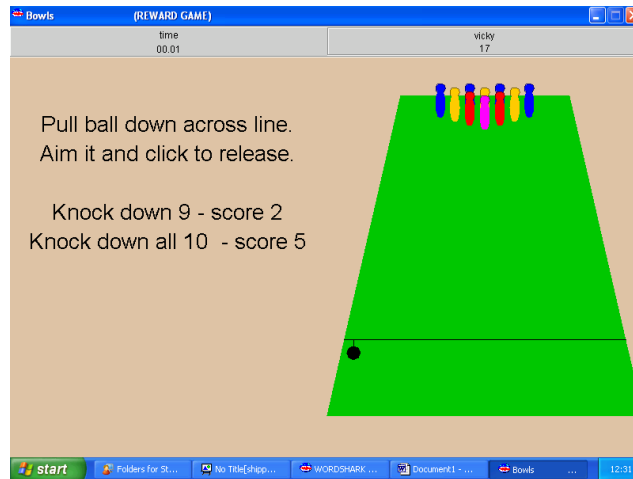 Bowls (REWARD GAME)
time vicky
00.01 17
Pull ball down across line.
Aim it and click to release.
Knock down 9 - score 2
Knock down all 10 - score 5
start Folders for St... No Title[shipp... WORDSHARK ... Document1 - ... Bowls ... 12:31